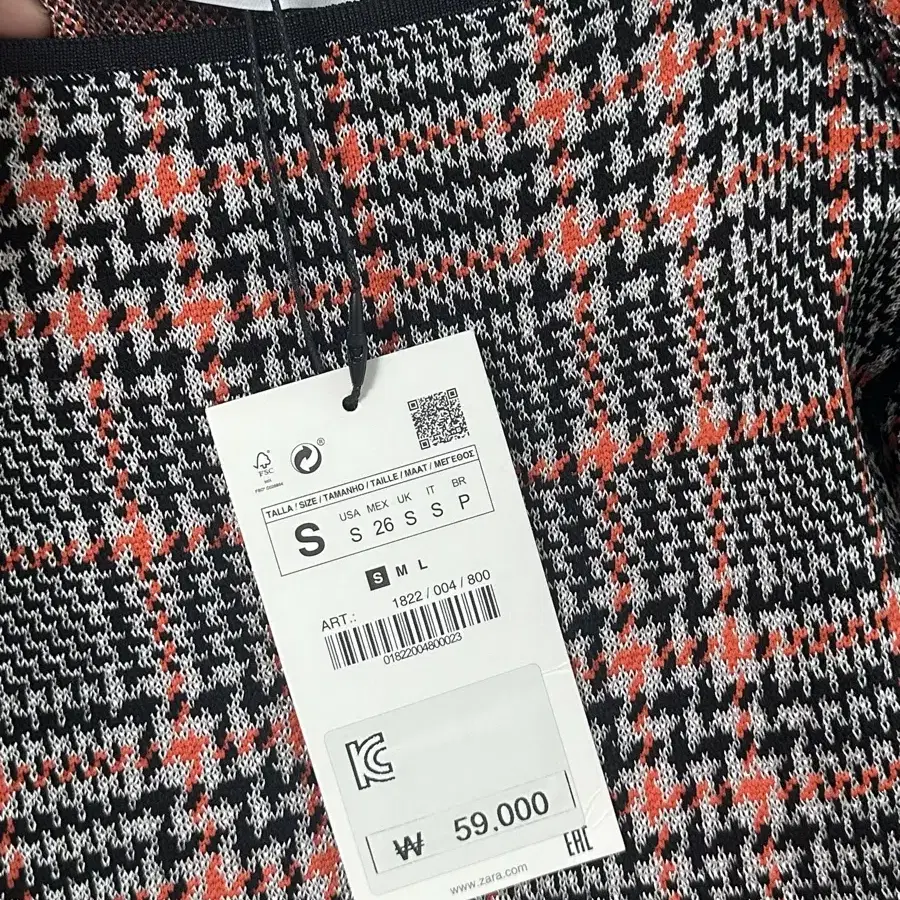 FSC
®
TALLA / SIZE / TAMANHO / TAILLE / MAAT / ΜΕΓΕΘΟΣ
S
USA MEX UK IT BR
S 26 S S P
S M L
ART.: 1822 / 004 / 800
01822004800023
₩ 59.000
EAC
www.zara.com